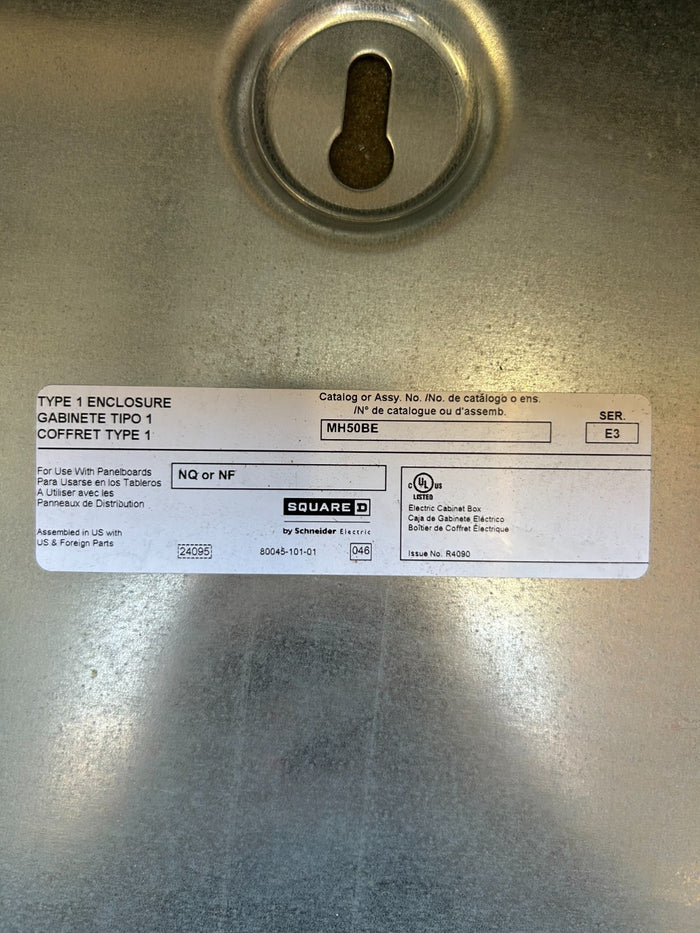 TYPE 1 ENCLOSURE
GABINETE TIPO 1
COFFRET TYPE 1
Catalog or Assy. No. /No. de catálogo o ens.
/N° de catalogue ou d'assemb.
MH50BE
SER.
E3
For Use With Panelboards
Para Usarse en los Tableros
A Utiliser avec les
Panneaux de Distribution
NQ or NF
SQUARE D
by Schneider Electric
Assembled in US with
US & Foreign Parts
24095
80045-101-01
046
C UL US
LISTED
Electric Cabinet Box
Caja de Gabinete Eléctrico
Boîtier de Coffret Électrique
Issue No. R4090